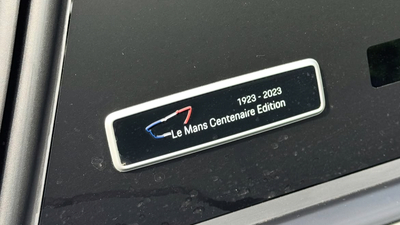 1923 - 2023
Le Mans Centenaire Edition